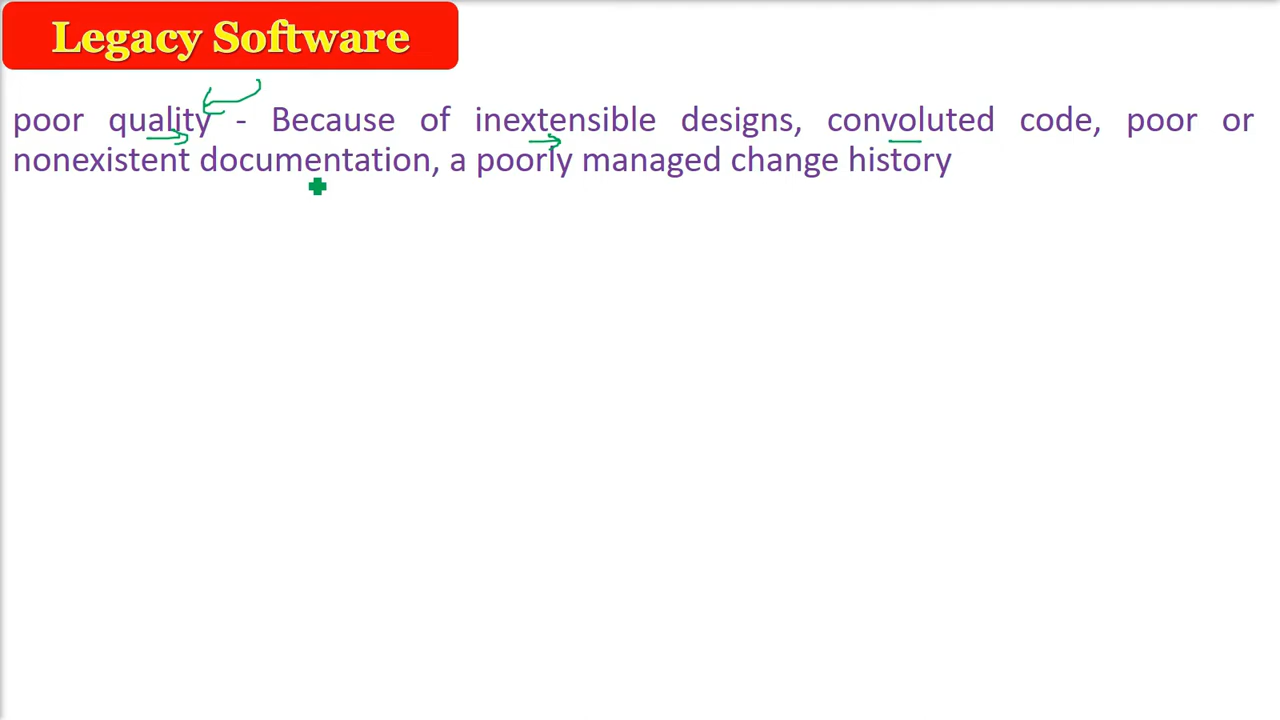 Legacy Software
poor quality - Because of inextensible designs, convoluted code, poor or
nonexistent documentation, a poorly managed change history